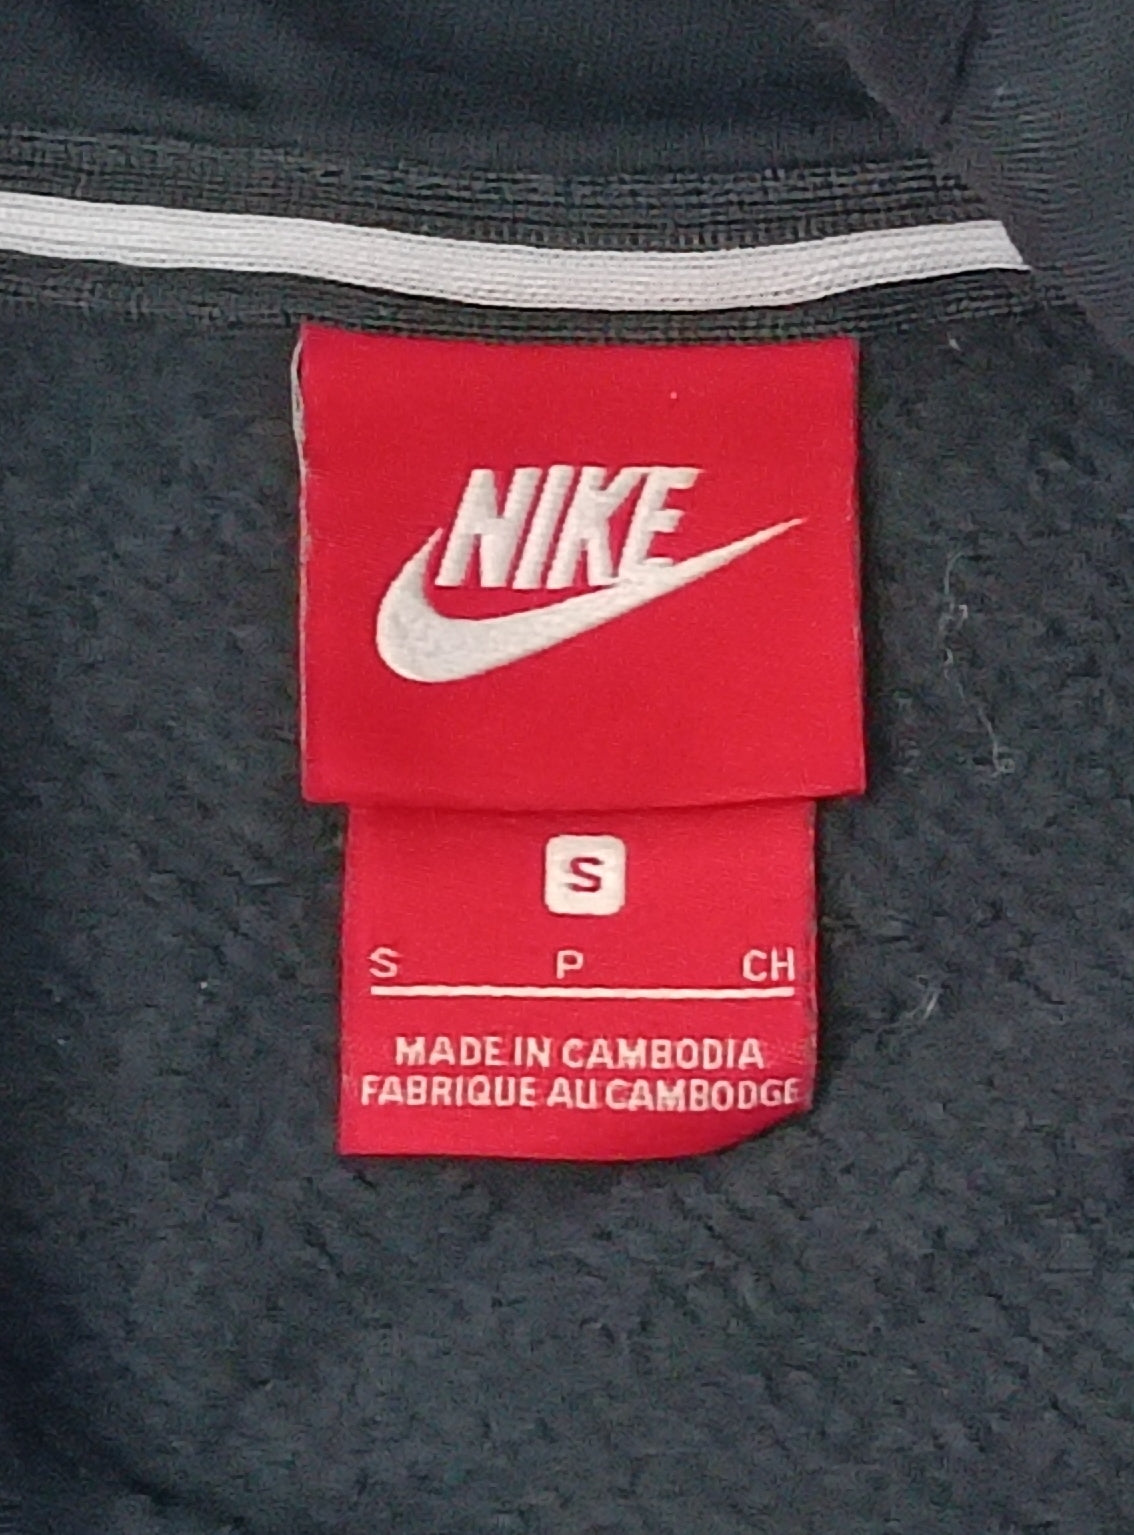 NIKE
S
S P CH
MADE IN CAMBODIA
FABRIQUE AU CAMBODGE